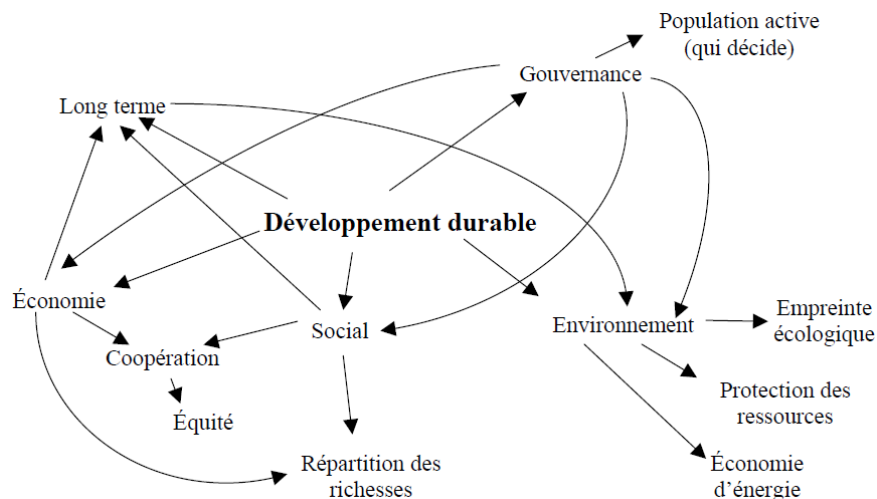 Population active
(qui décide)
Gouvernance
Long terme
Développement durable
Économie
Social
Environnement
Empreinte
écologique
Coopération
Protection des
ressources
Équité
Répartition des
richesses
Économie
d’énergie